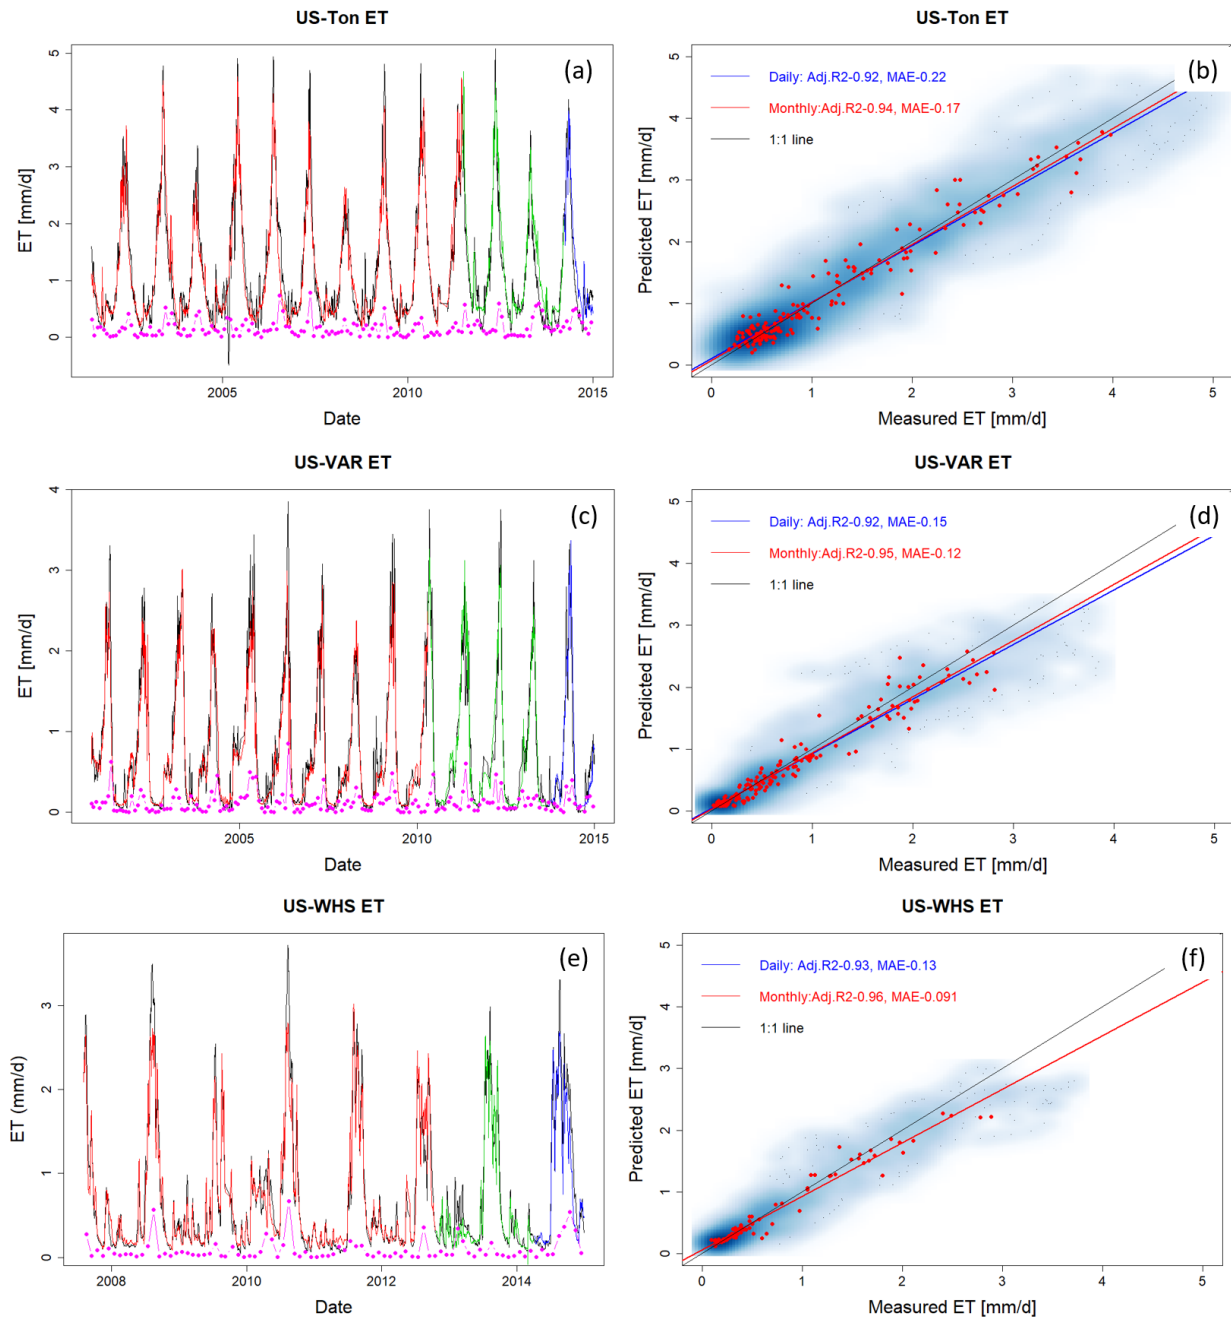 US-Ton ET
(a)
ET [mm/d]
5
4
3
2
1
0
2005
2010
2015
Date
US-Ton ET
(b)
Daily: Adj.R2-0.92, MAE-0.22
Monthly:Adj.R2-0.94, MAE-0.17
1:1 line
Predicted ET [mm/d]
5
4
3
2
1
0
0
1
2
3
4
5
Measured ET [mm/d]
US-VAR ET
(c)
ET [mm/d]
4
3
2
1
0
2005
2010
2015
Date
US-VAR ET
(d)
Daily: Adj.R2-0.92, MAE-0.15
Monthly:Adj.R2-0.95, MAE-0.12
1:1 line
Predicted ET [mm/d]
5
4
3
2
1
0
0
1
2
3
4
5
Measured ET [mm/d]
US-WHS ET
(e)
ET (mm/d)
3
2
1
0
2008
2010
2012
2014
Date
US-WHS ET
(f)
Daily: Adj.R2-0.93, MAE-0.13
Monthly:Adj.R2-0.96, MAE-0.091
1:1 line
Predicted ET [mm/d]
5
4
3
2
1
0
0
1
2
3
4
5
Measured ET [mm/d]